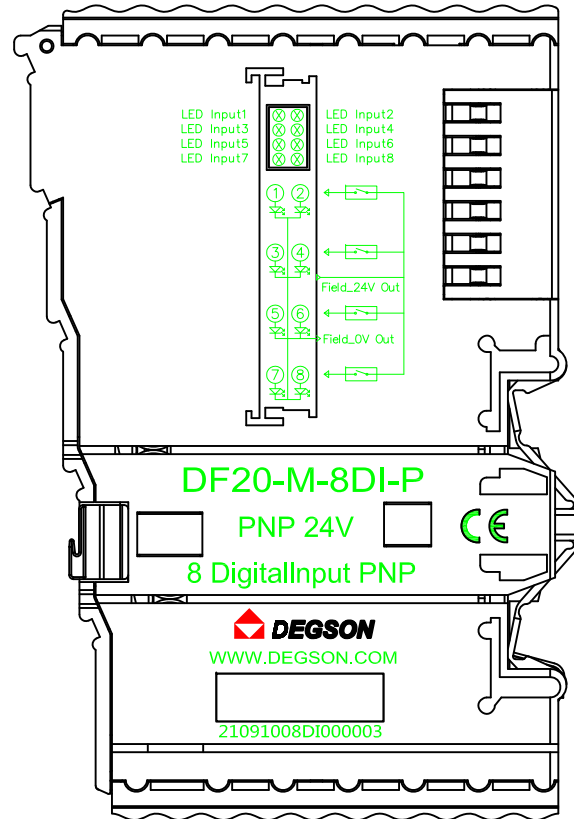 LED Input1 LED Input2
LED Input3 LED Input4
LED Input5 LED Input6
LED Input7 LED Input8
1 2
3 4
Field_24V Out
5 6
Field_0V Out
7 8
DF20-M-8DI-P
PNP 24V
CE
8 DigitalInput PNP
DEGSON
WWW.DEGSON.COM
21091008DI000003